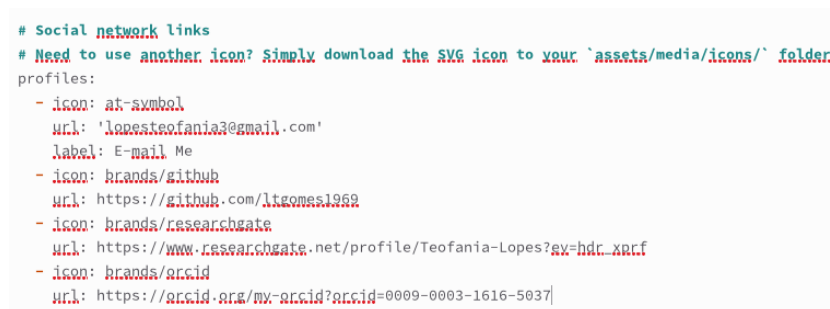 # Social network links
# Need to use another icon? Simply download the SVG icon to your `assets/media/icons/` folder
profiles:
- icon: at-symbol
url: 'lopesteofania3@gmail.com'
label: E-mail Me
- icon: brands/github
url: https://github.com/ltgomes1969
- icon: brands/researchgate
url: https://www.researchgate.net/profile/Teofania-Lopes?ev=hdr_xprf
- icon: brands/orcid
url: https://orcid.org/my-orcid?orcid=0009-0003-1616-5037